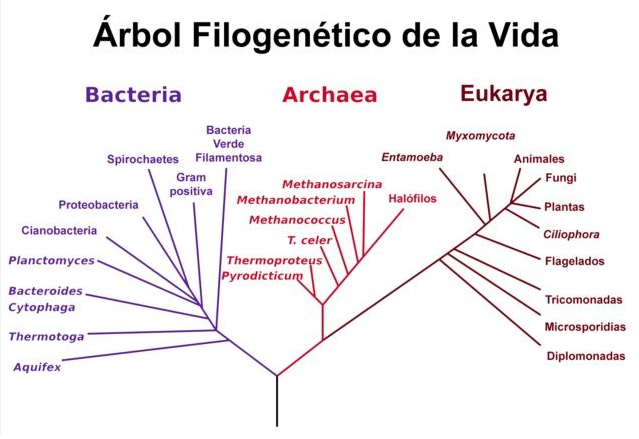 Árbol Filogenético de la Vida
Bacteria
Archaea
Eukarya
Bacteria
Verde
Filamentosa
Spirochaetes
Gram
positiva
Proteobacteria
Cianobacteria
Planctomyces
Bacteroides
Cytophaga
Thermotoga
Aquifex
Methanosarcina
Methanobacterium
Halófilos
Methanococcus
T. celer
Thermoproteus
Pyrodicticum
Myxomycota
Entamoeba
Animales
Fungi
Plantas
Ciliophora
Flagelados
Tricomonadas
Microsporidias
Diplomonadas